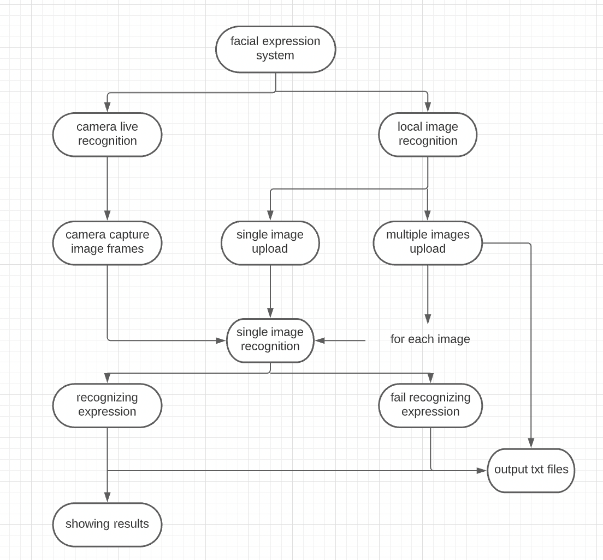 facial expression
system
camera live
recognition
local image
recognition
camera capture
image frames
single image
upload
multiple images
upload
single image
recognition
for each image
recognizing
expression
fail recognizing
expression
output txt files
showing results